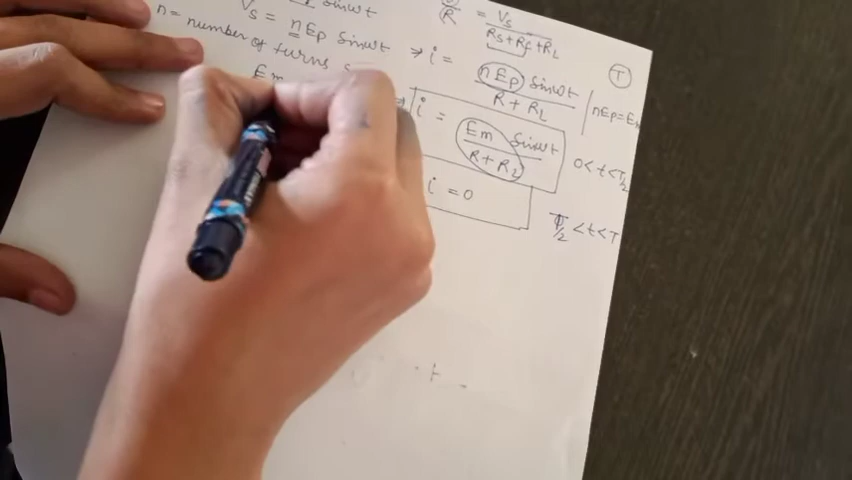 sinωt
Vs = nEp sinωt
n = number of turns
Em
R = Vs / Rs+Rf+RL
⇒ i = nEp sinωt / R + RL | nEp = Em
T
⇒ i = Em sinωt / R+RL 0<t<T/2
i = 0 T/2 <t<T